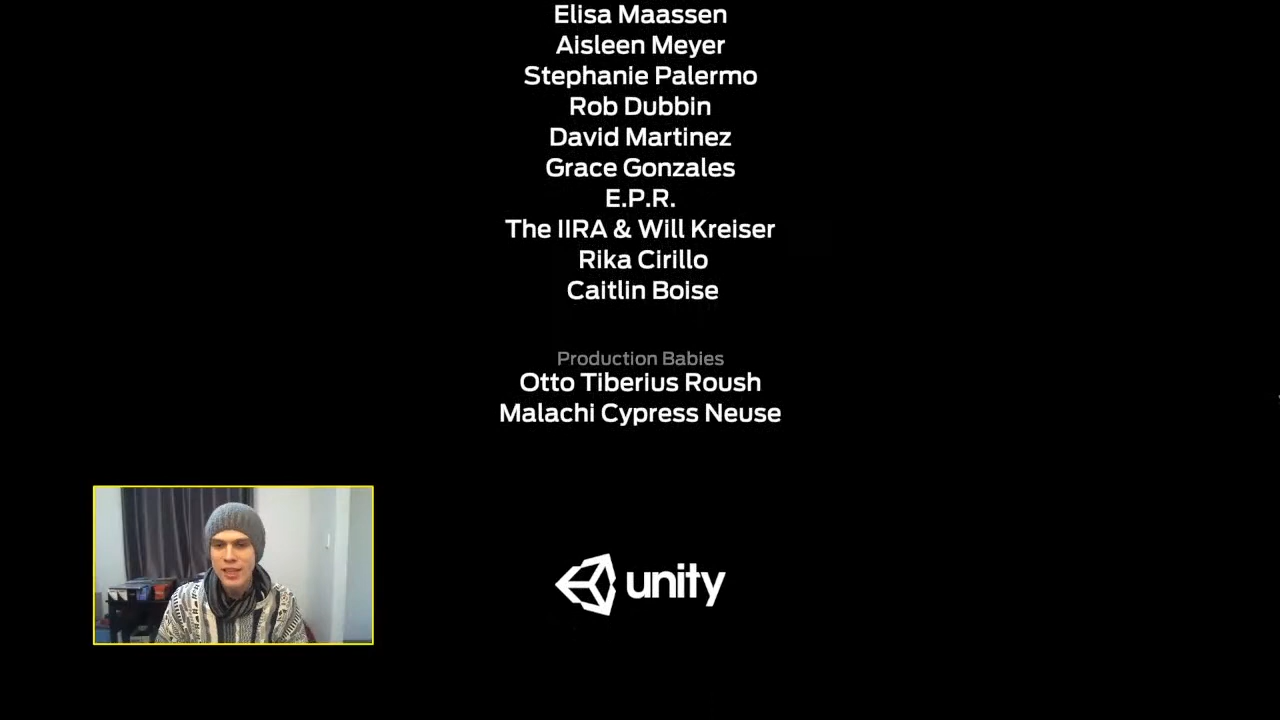 Elisa Maassen
Aisleen Meyer
Stephanie Palermo
Rob Dubbin
David Martinez
Grace Gonzales
E.P.R.
The IIRA & Will Kreiser
Rika Cirillo
Caitlin Boise
Production Babies
Otto Tiberius Roush
Malachi Cypress Neuse
unity